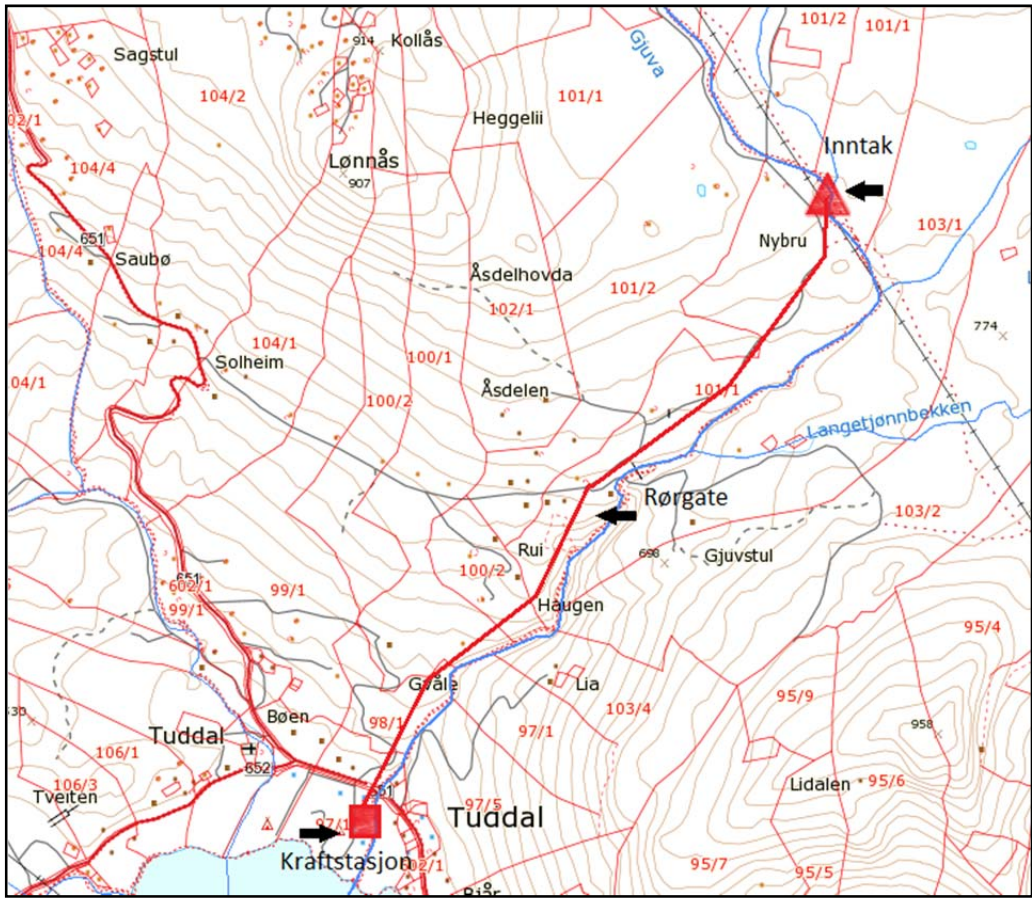 101/2
101/1
914
Kollås
Gjuva
Sagstul
104/2
101/1
Heggelii
02/1
Inntak
104/4
Lønnås
907
651
103/1
104/4
Saubø
Nybru
Åsdelhovda
101/2
102/1
774
104/1
Solheim
100/1
04/1
Åsdelen
101/1
100/2
Langetjønnbekken
Rørgate
103/2
Rui
698
Gjuvstul
100/2
651
602/1
99/1
99/1
Haugen
95/4
Gvåle
Lia
95/9
103/4
Bøen
98/1
958
Tuddal
97/1
106/1
652
Lidalen
95/6
106/3
Tveiten
97/5
Tuddal
97/1
Kraftstasjon
95/7
95/5
Bjår